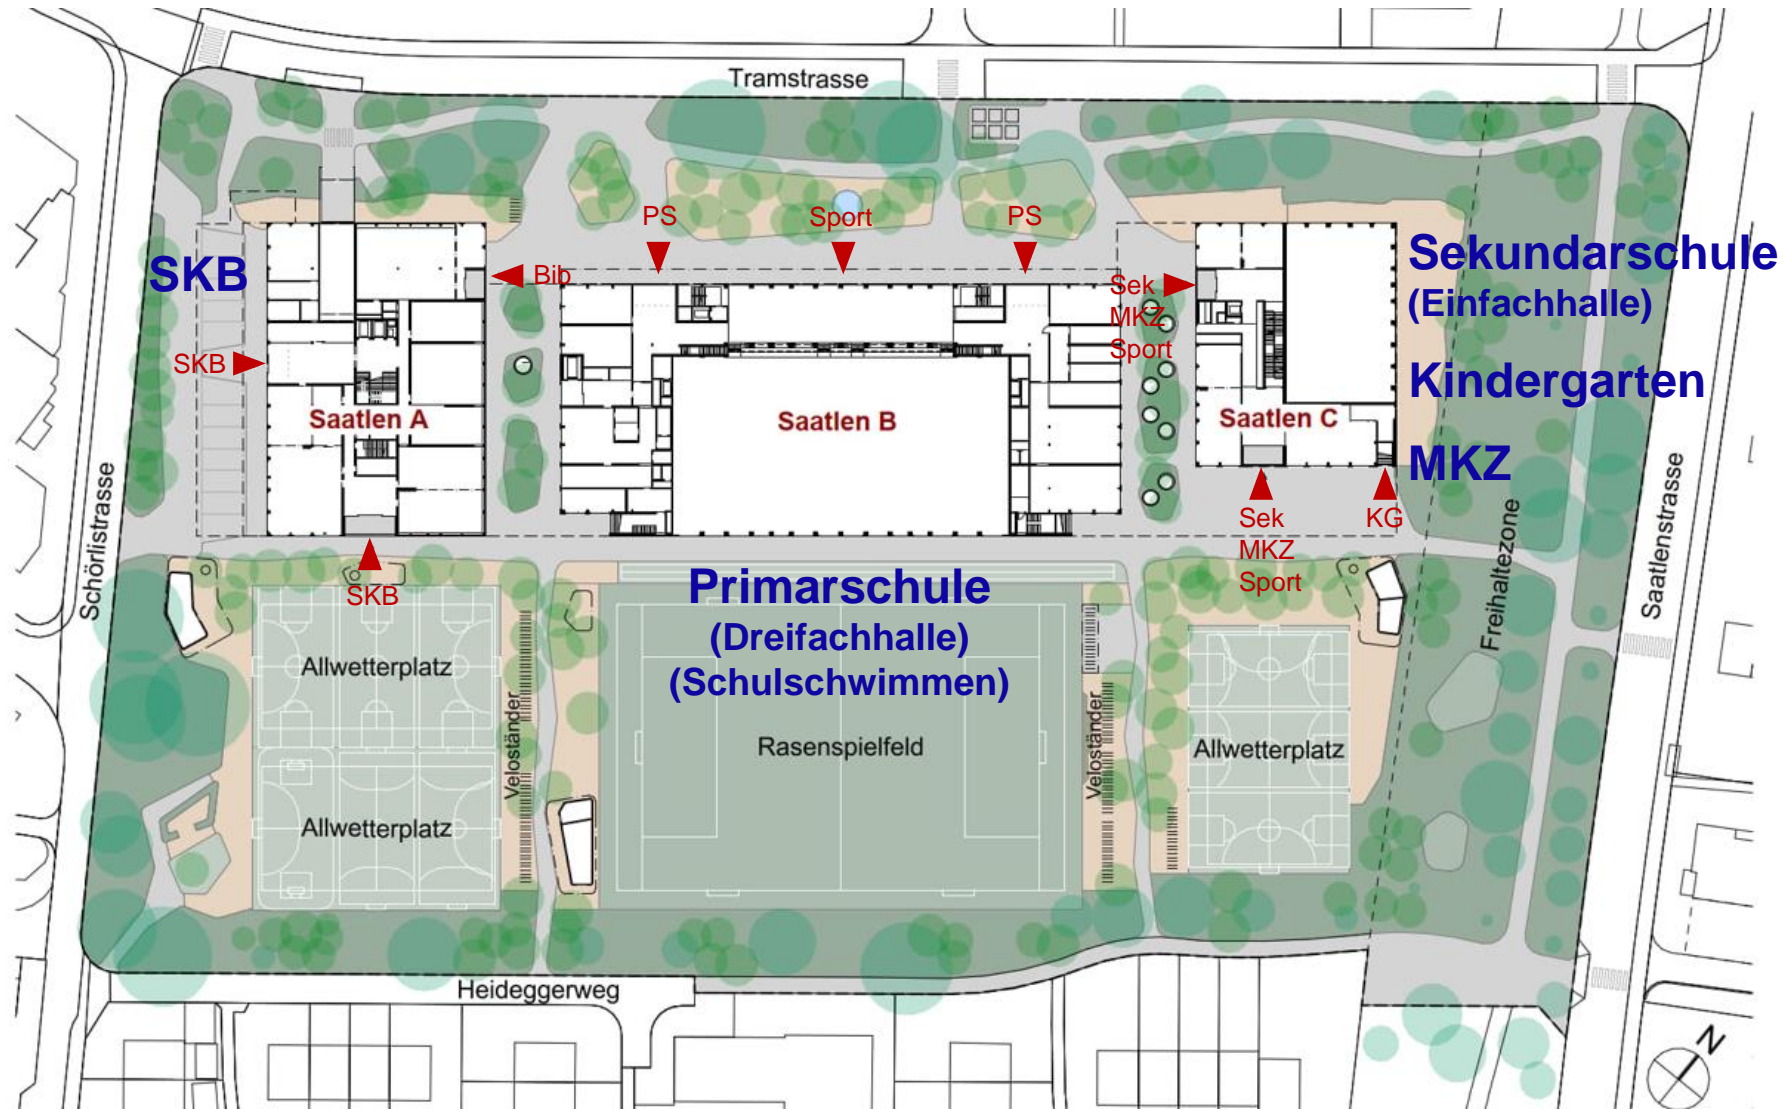 Tramstrasse
PS
Sport
PS
SKB
Bib
Sek
MKZ
Sport
Sekundarschule
(Einfachhalle)
SKB
Kindergarten
Saatlen A
Saatlen B
Saatlen C
MKZ
Schörlistrasse
Saatlenstrasse
Freihaltezone
SKB
Sek
MKZ
Sport
KG
Primarschule
(Dreifachhalle)
(Schulschwimmen)
Allwetterplatz
Veloständer
Rasenspielfeld
Veloständer
Allwetterplatz
Allwetterplatz
Heideggerweg
N